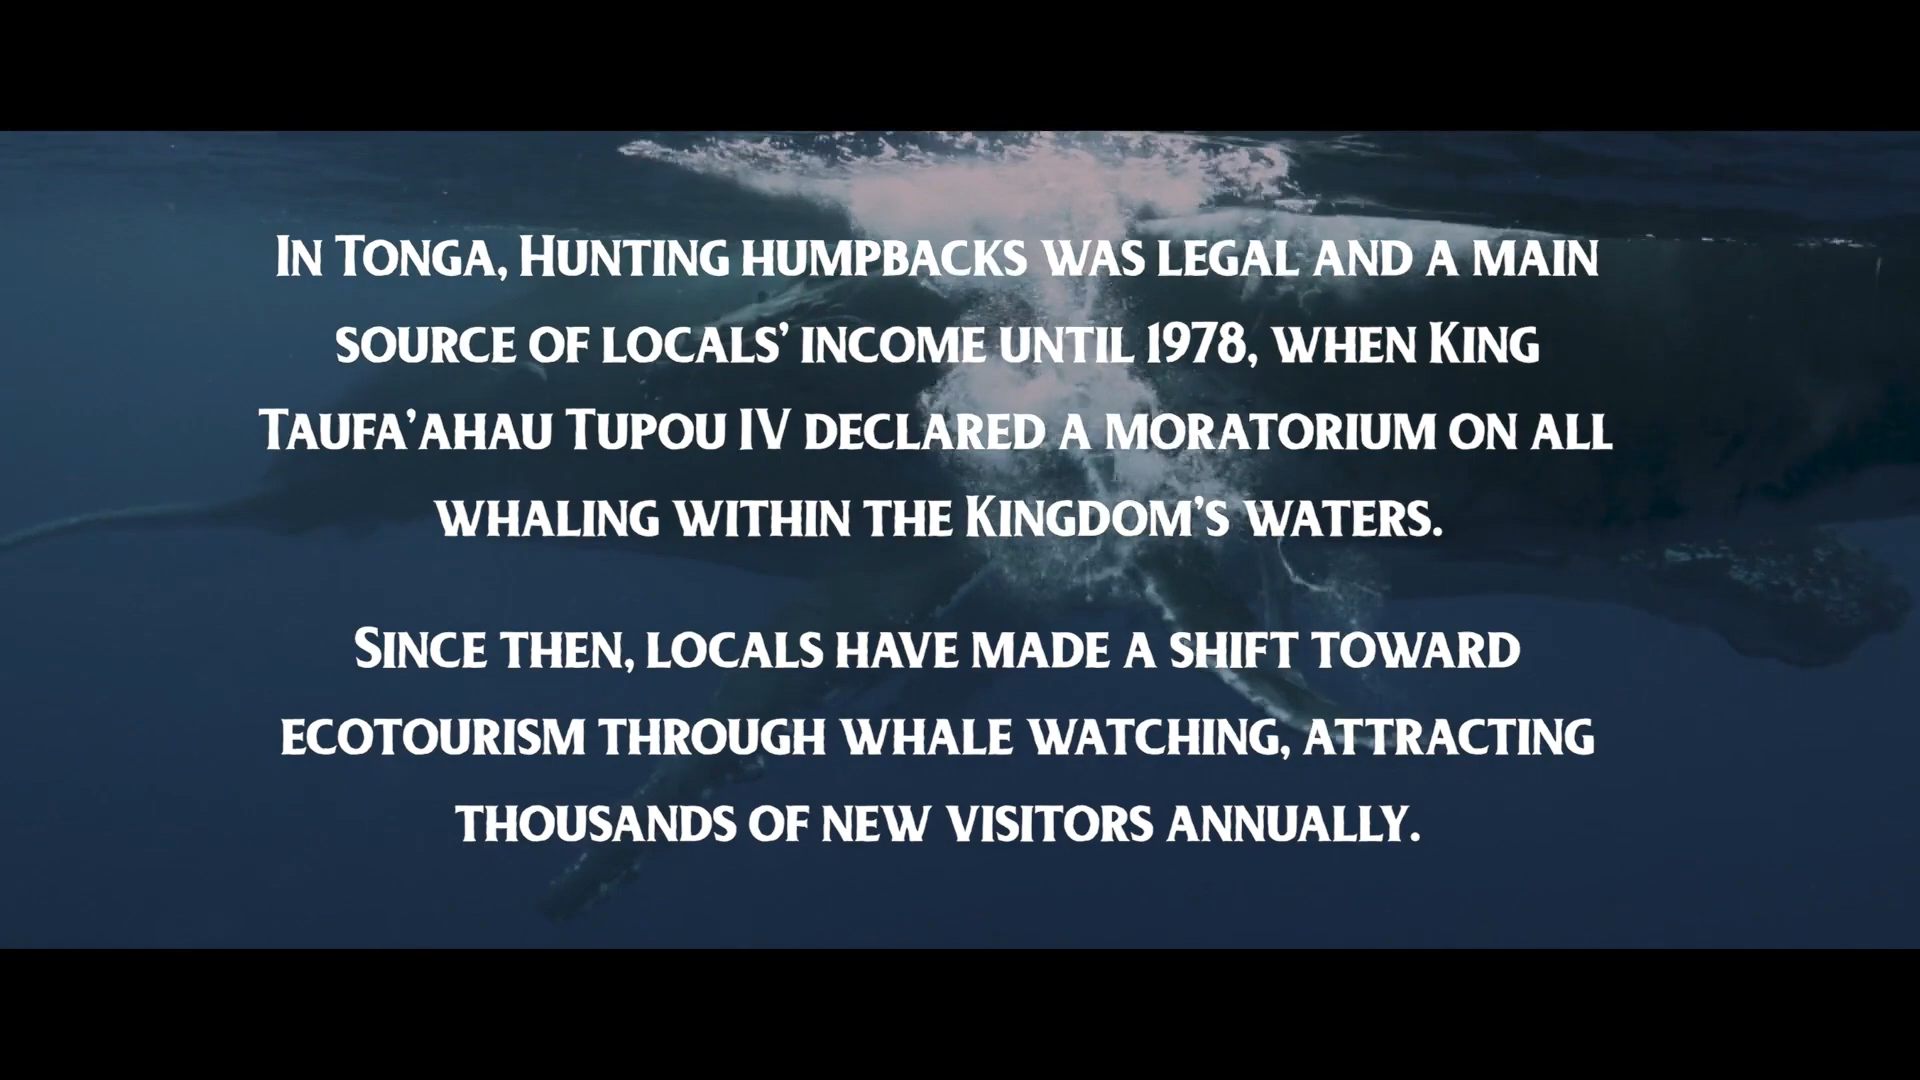 In Tonga, Hunting humpbacks was legal and a main
source of locals' income until 1978, when King
Taufa'ahau Tupou IV declared a moratorium on all
whaling within the Kingdom's waters.
Since then, locals have made a shift toward
ecotourism through whale watching, attracting
thousands of new visitors annually.